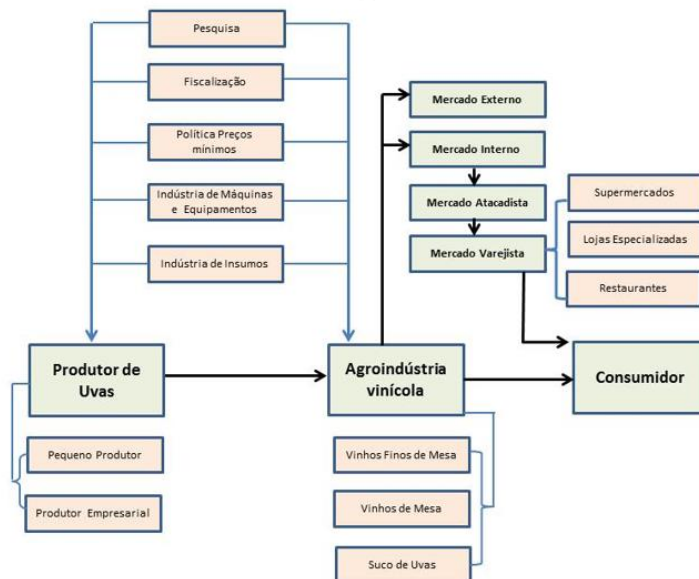 Pesquisa
Fiscalização
Política Preços
mínimos
Indústria de Máquinas
e Equipamentos
Indústria de Insumos
Mercado Externo
Mercado Interno
Mercado Atacadista
Mercado Varejista
Supermercados
Lojas Especializadas
Restaurantes
Produtor de
Uvas
Agroindústria
vinícola
Consumidor
Pequeno Produtor
Produtor Empresarial
Vinhos Finos de Mesa
Vinhos de Mesa
Suco de Uvas